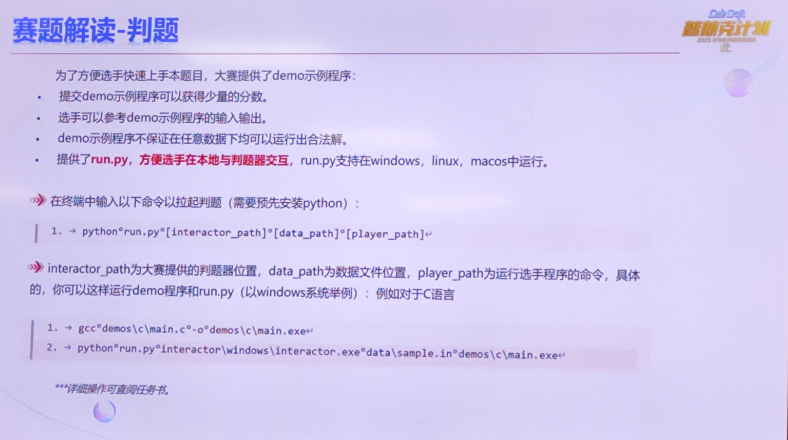 赛题解读-判题
普朗克计划
为了方便选手快速上手本题目，大赛提供了demo示例程序：
• 提交demo示例程序可以获得少量的分数。
• 选手可以参考demo示例程序的输入输出。
• demo示例程序不保证在任意数据下均可以运行出合法解。
• 提供了run.py，方便选手在本地与判题器交互，run.py支持在windows，linux，macos中运行。
在终端中输入以下命令以拉起判题（需要预先安装python）：
1. → python°run.py°[interactor_path]°[data_path]°[player_path]↵
interactor_path为大赛提供的判题器位置，data_path为数据文件位置，player_path为运行选手程序的命令，具体
的，你可以这样运行demo程序和run.py（以windows系统举例）：例如对于C语言
1. → gcc°demos\c\main.c°-o°demos\c\main.exe↵
2. → python°run.py°interactor\windows\interactor.exe°data\sample.in°demos\c\main.exe↵
***详细操作可查阅任务书。